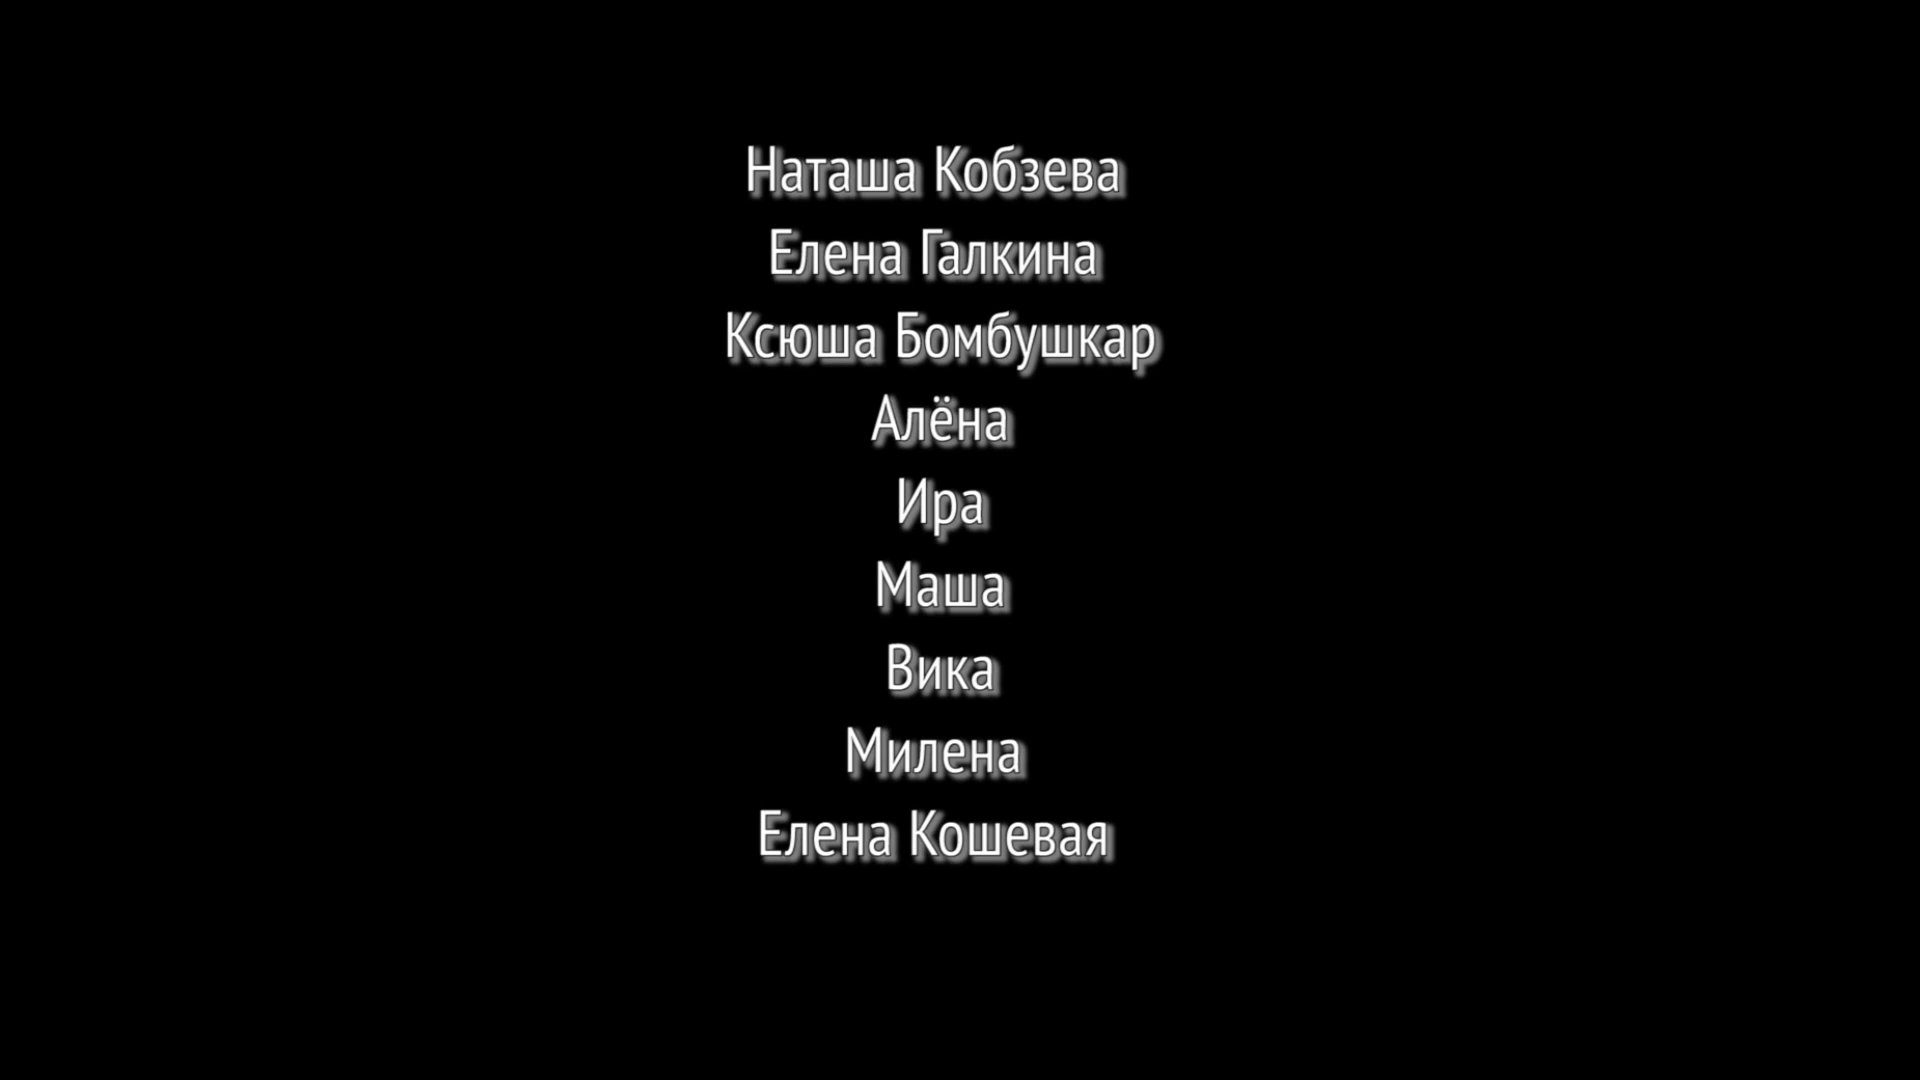 Наташа Кобзева
Елена Галкина
Ксюша Бомбушкар
Алёна
Ира
Маша
Вика
Милена
Елена Кошевая